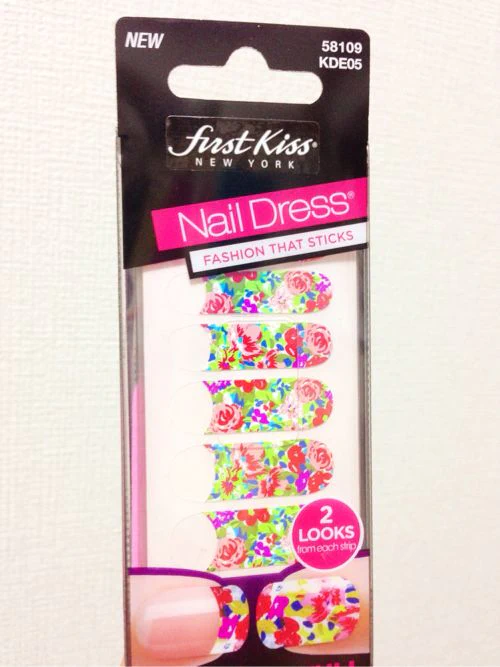 NEW
58109
KDE05
first Kiss®
NEW YORK
Nail Dress®
FASHION THAT STICKS
2
LOOKS
from each strip